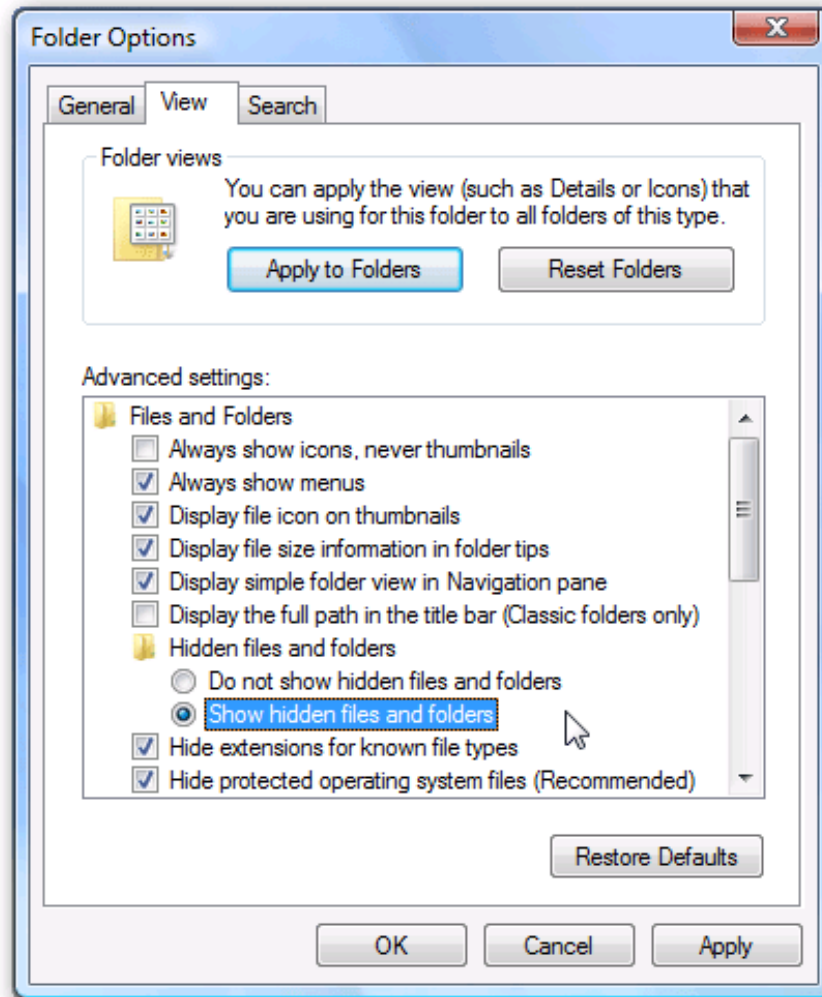 Folder Options
General View Search
Folder views
You can apply the view (such as Details or Icons) that
you are using for this folder to all folders of this type.
Apply to Folders Reset Folders
Advanced settings:
Files and Folders
Always show icons, never thumbnails
Always show menus
Display file icon on thumbnails
Display file size information in folder tips
Display simple folder view in Navigation pane
Display the full path in the title bar (Classic folders only)
Hidden files and folders
Do not show hidden files and folders
Show hidden files and folders
Hide extensions for known file types
Hide protected operating system files (Recommended)
Restore Defaults
OK Cancel Apply